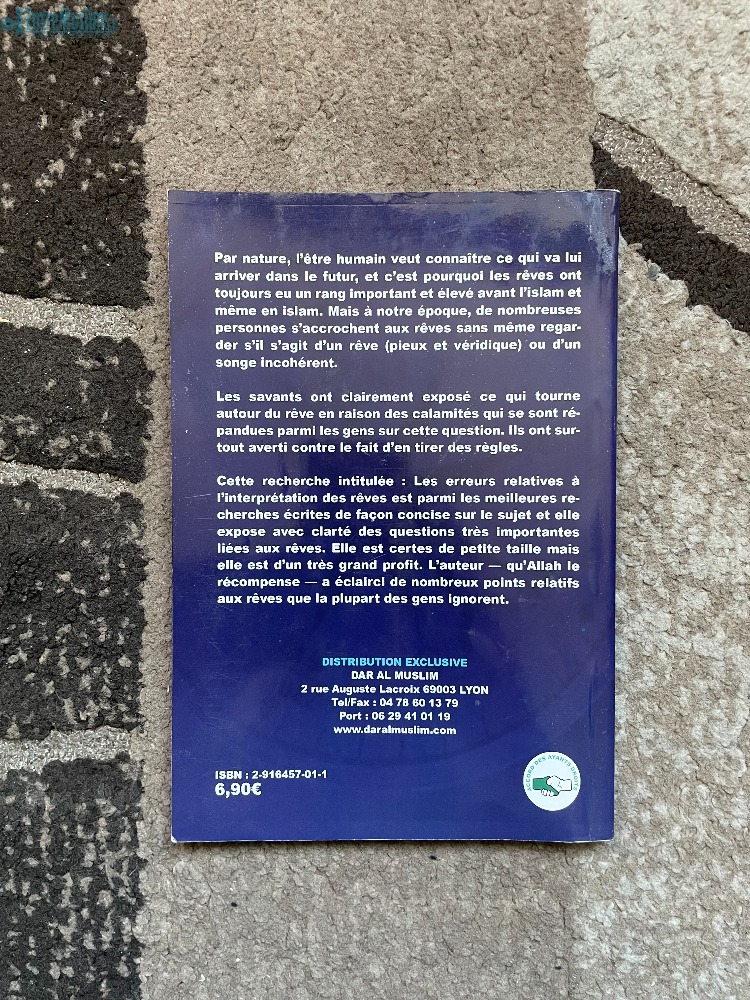 Par nature, l'être humain veut connaître ce qui va lui
arriver dans le futur, et c'est pourquoi les rêves ont
toujours eu un rang important et élevé avant l'islam et
même en islam. Mais à notre époque, de nombreuses
personnes s'accrochent aux rêves sans même regar-
der s'il s'agit d'un rêve (pieux et véridique) ou d'un
songe incohérent.
Les savants ont clairement exposé ce qui tourne
autour du rêve en raison des calamités qui se sont ré-
pandues parmi les gens sur cette question. Ils ont sur-
tout averti contre le fait d'en tirer des règles.
Cette recherche intitulée : Les erreurs relatives à
l'interprétation des rêves est parmi les meilleures re-
cherches écrites de façon concise sur le sujet et elle
expose avec clarté des questions très importantes
liées aux rêves. Elle est certes de petite taille mais
elle est d'un très grand profit. L'auteur — qu'Allah le
récompense — a éclairci de nombreux points relatifs
aux rêves que la plupart des gens ignorent.
DISTRIBUTION EXCLUSIVE
DAR AL MUSLIM
2 rue Auguste Lacroix 69003 LYON
Tel/Fax : 04 78 60 13 79
Port : 06 29 41 01 19
www.daralmuslim.com
ISBN : 2-916457-01-1
6,90€
ACCORD DES AYANTS DROITS